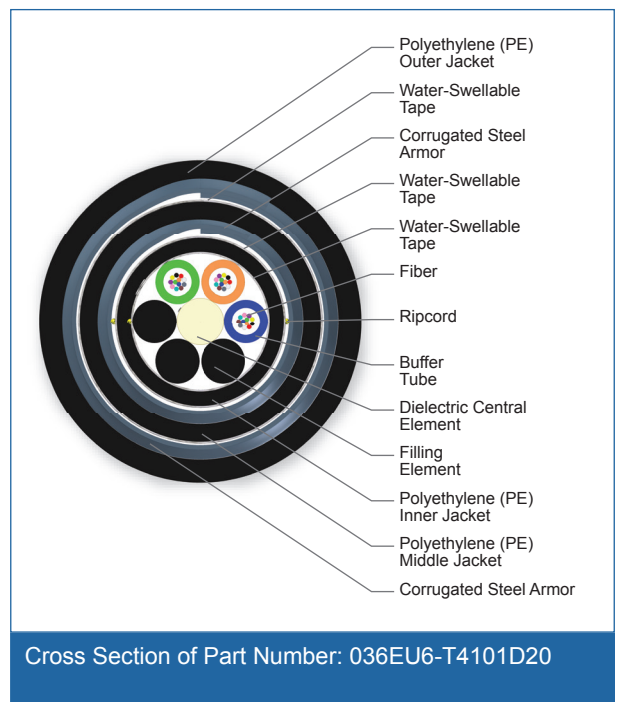 Polyethylene (PE)
Outer Jacket
Water-Swellable
Tape
Corrugated Steel
Armor
Water-Swellable
Tape
Water-Swellable
Tape
Fiber
Ripcord
Buffer
Tube
Dielectric Central
Element
Filling
Element
Polyethylene (PE)
Inner Jacket
Polyethylene (PE)
Middle Jacket
Corrugated Steel Armor
Cross Section of Part Number: 036EU6-T4101D20